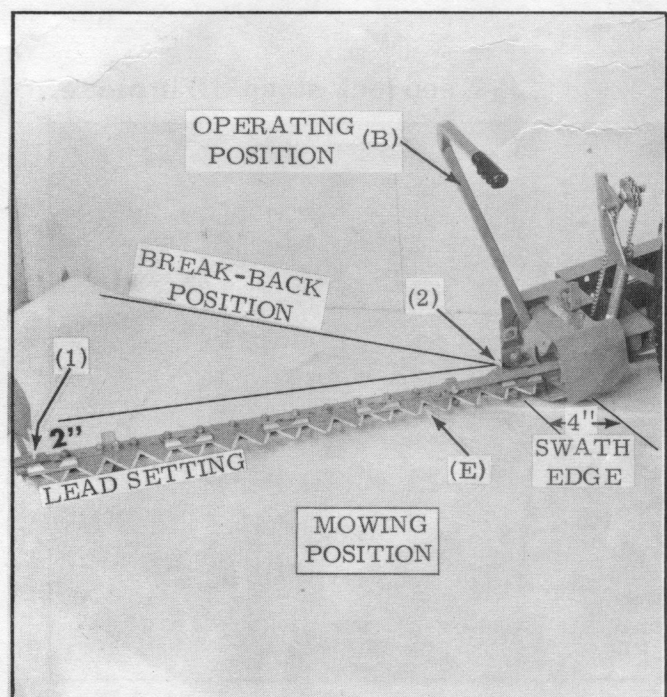 OPERATING
POSITION
(B)
BREAK-BACK
POSITION
(2)
(1)
2"
LEAD SETTING
(E)
4"
SWATH
EDGE
MOWING
POSITION